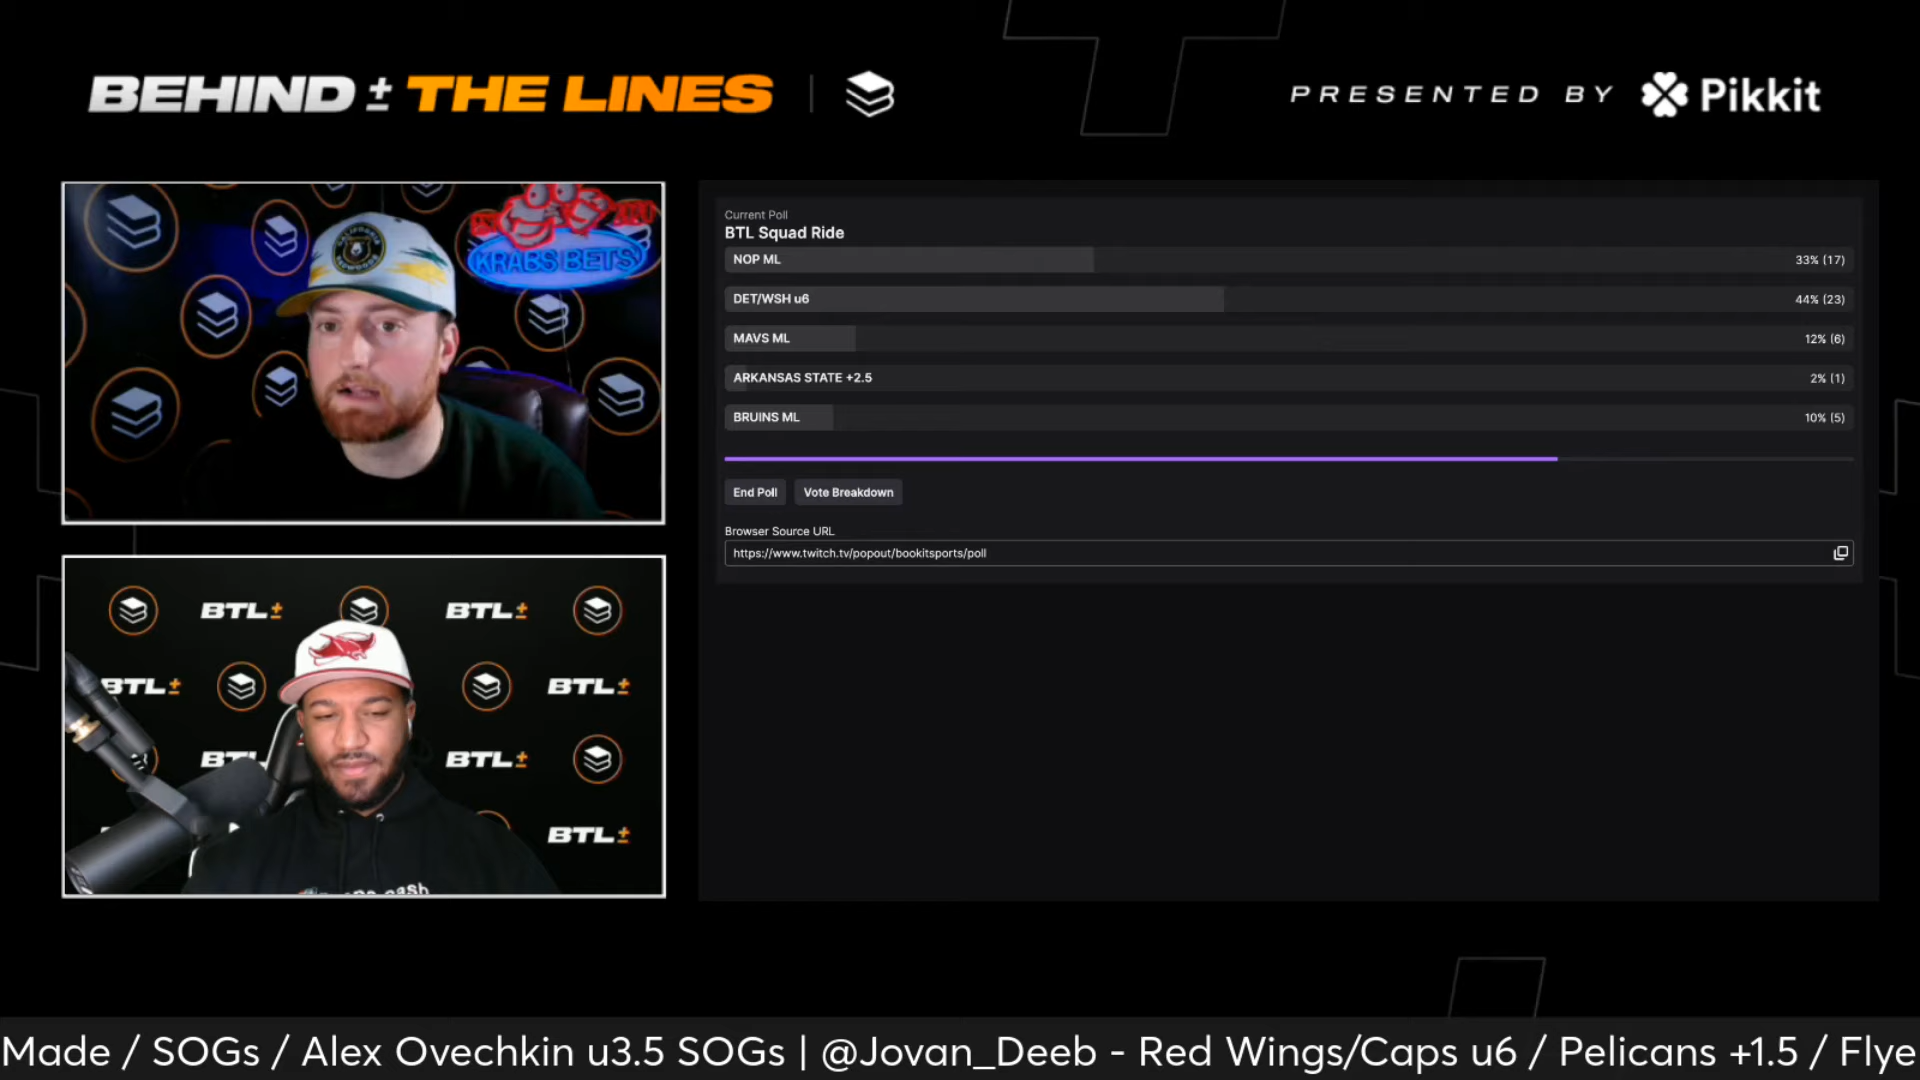 BEHIND ± THE LINES
PRESENTED BY Pikkit
KRABS BETS
Current Poll
BTL Squad Ride
NOP ML 33% (17)
DET/WSH u6 44% (23)
MAVS ML 12% (6)
ARKANSAS STATE +2.5 2% (1)
BRUINS ML 10% (5)
End Poll Vote Breakdown
Browser Source URL
https://www.twitch.tv/popout/bookitsports/poll
BTL± BTL±
BTL± BTL±
BTL BTL±
BTL±
Made / SOGs / Alex Ovechkin u3.5 SOGs | @Jovan_Deeb - Red Wings/Caps u6 / Pelicans +1.5 / Flye